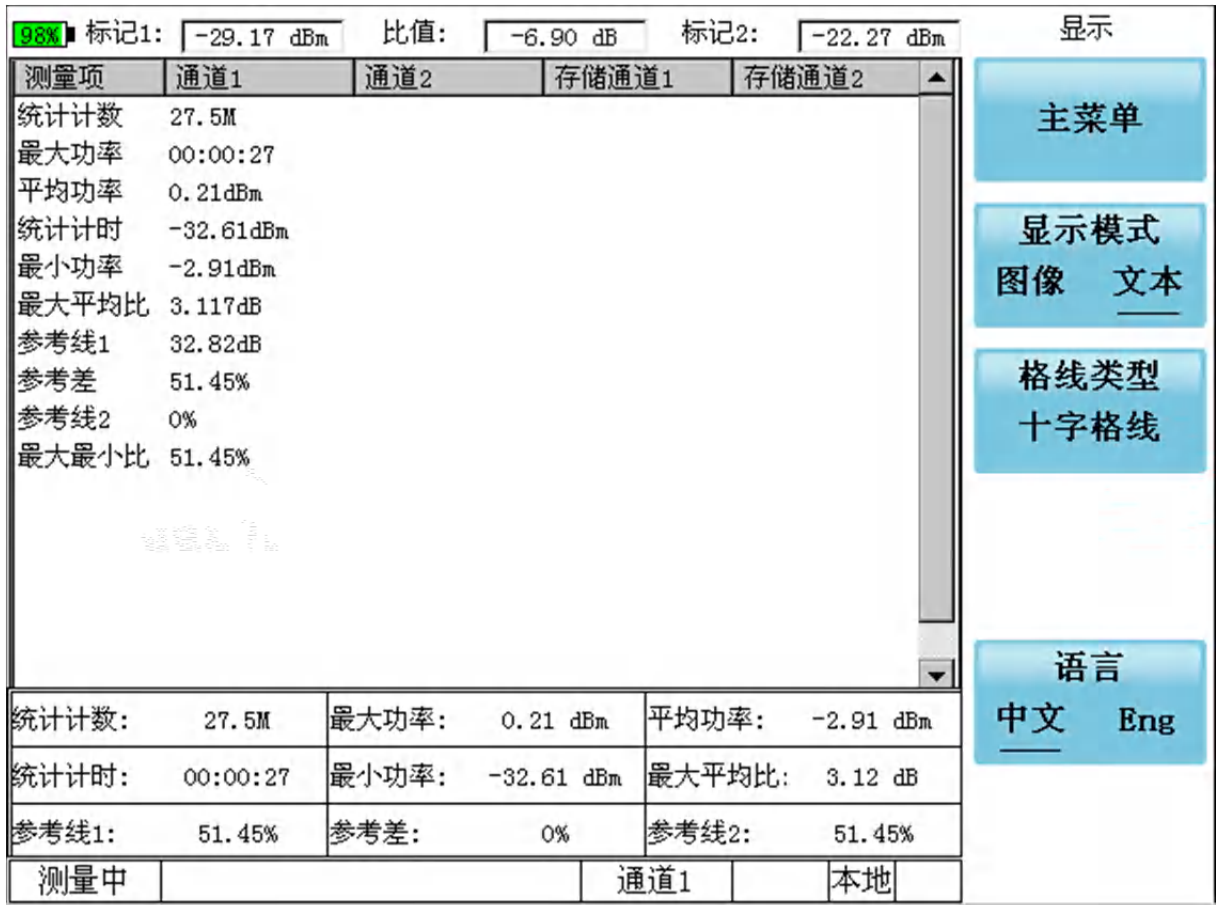 98% 标记1: -29.17 dBm 比值: -6.90 dB 标记2: -22.27 dBm 显示
测量项 通道1 通道2 存储通道1 存储通道2
统计计数 27.5M
最大功率 00:00:27
平均功率 0.21dBm
统计计时 -32.61dBm
最小功率 -2.91dBm
最大平均比 3.117dB
参考线1 32.82dB
参考差 51.45%
参考线2 0%
最大最小比 51.45%
统计计数: 27.5M 最大功率: 0.21 dBm 平均功率: -2.91 dBm
统计计时: 00:00:27 最小功率: -32.61 dBm 最大平均比: 3.12 dB
参考线1: 51.45% 参考差: 0% 参考线2: 51.45%
测量中 通道1 本地
主菜单
显示模式
图像 文本
格线类型
十字格线
语言
中文 Eng